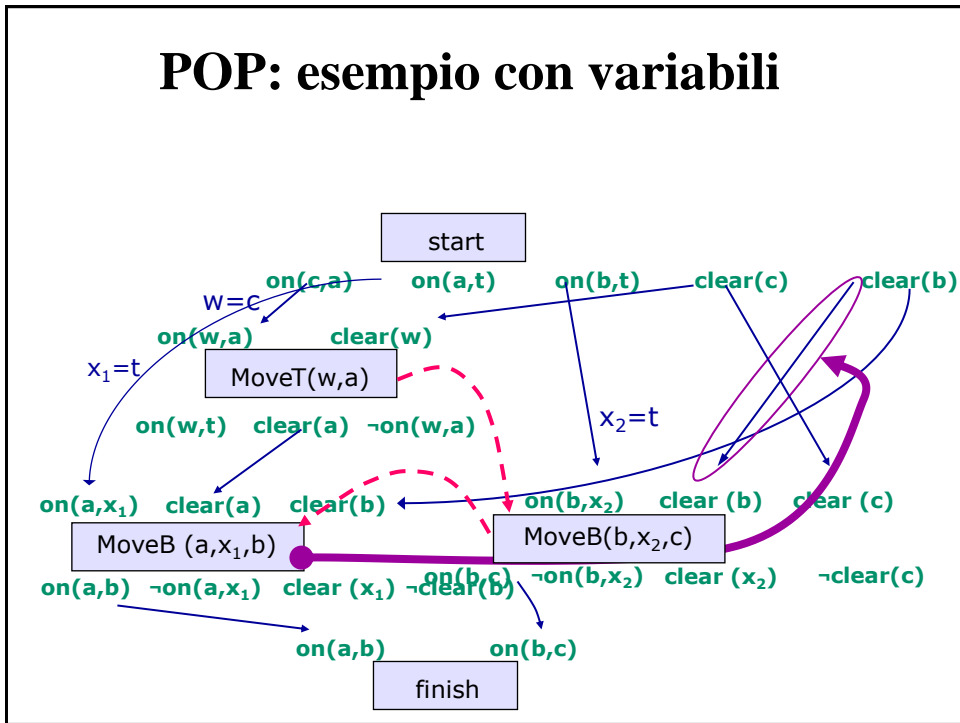 POP: esempio con variabili
start
on(c,a) on(a,t) on(b,t) clear(c) clear(b)
w=c
on(w,a) clear(w)
x₁=t
MoveT(w,a)
x₂=t
on(w,t) clear(a) ¬on(w,a)
on(a,x₁) clear(a) clear(b) on(b,x₂) clear (b) clear (c)
MoveB (a,x₁,b) MoveB(b,x₂,c)
on(a,b) ¬on(a,x₁) clear (x₁) ¬clear(b) on(b,c) ¬on(b,x₂) clear (x₂) ¬clear(c)
on(a,b) on(b,c)
finish